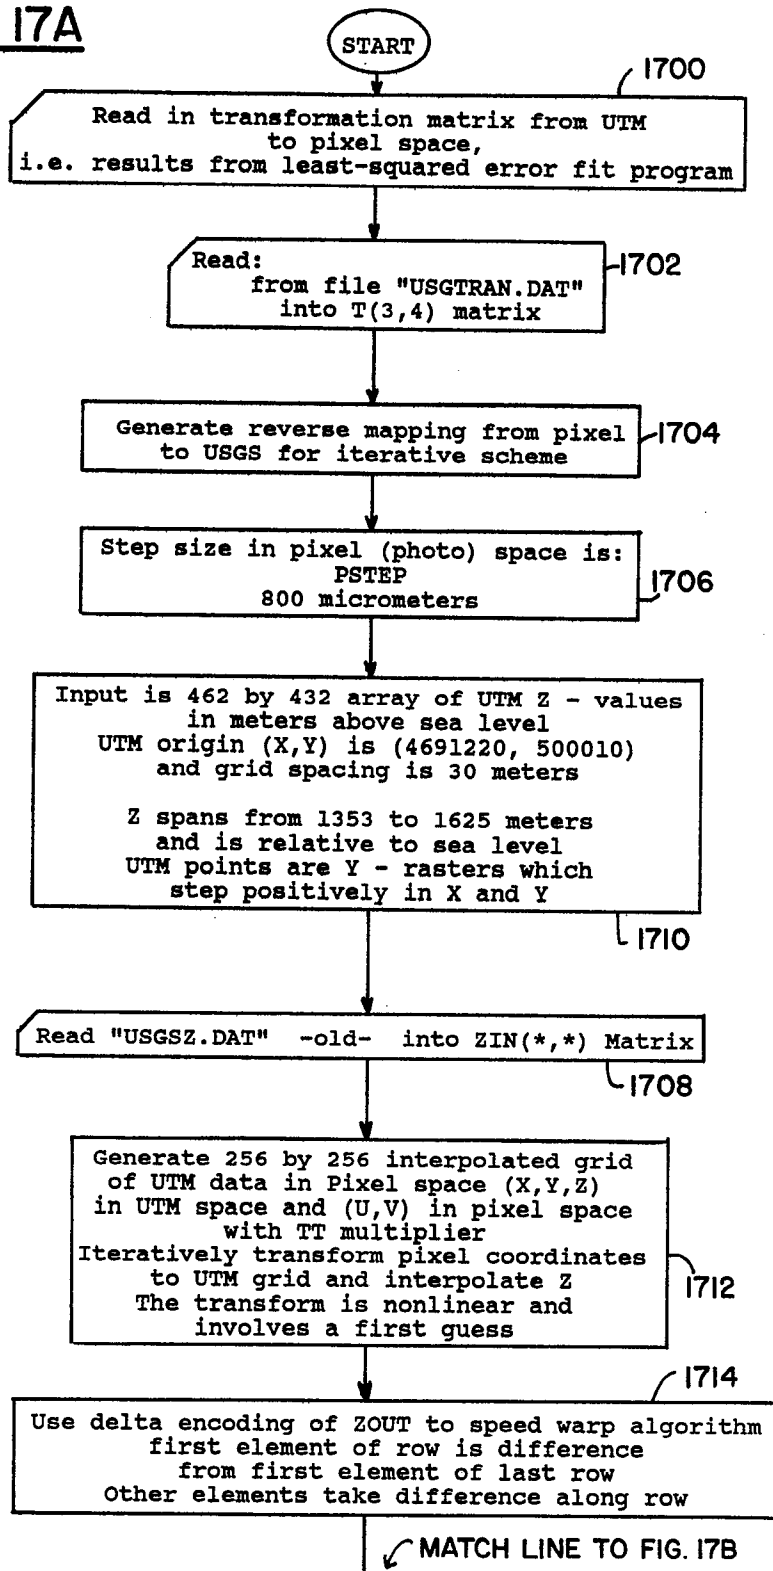 17A
START
1700
Read in transformation matrix from UTM
to pixel space,
i.e. results from least-squared error fit program
1702
Read:
from file "USGTRAN.DAT"
into T(3,4) matrix
Generate reverse mapping from pixel
to USGS for iterative scheme
1704
Step size in pixel (photo) space is:
PSTEP
800 micrometers
1706
Input is 462 by 432 array of UTM Z - values
in meters above sea level
UTM origin (X,Y) is (4691220, 500010)
and grid spacing is 30 meters
Z spans from 1353 to 1625 meters
and is relative to sea level
UTM points are Y - rasters which
step positively in X and Y
1710
Read "USGSZ.DAT" -old- into ZIN(*,*) Matrix
1708
Generate 256 by 256 interpolated grid
of UTM data in Pixel space (X,Y,Z)
in UTM space and (U,V) in pixel space
with TT multiplier
Iteratively transform pixel coordinates
to UTM grid and interpolate Z
The transform is nonlinear and
involves a first guess
1712
1714
Use delta encoding of ZOUT to speed warp algorithm
first element of row is difference
from first element of last row
Other elements take difference along row
MATCH LINE TO FIG. 17B